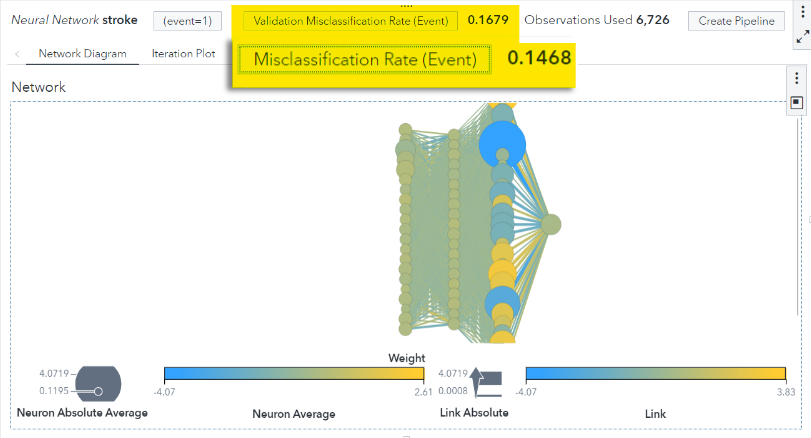 Neural Network stroke (event=1) Validation Misclassification Rate (Event) 0.1679 Observations Used 6,726 Create Pipeline
Misclassification Rate (Event) 0.1468
Network Diagram Iteration Plot
Network
Weight
4.0719
0.1195
-4.07 2.61
4.0719
0.0008
-4.07 3.83
Neuron Absolute Average Neuron Average Link Absolute Link